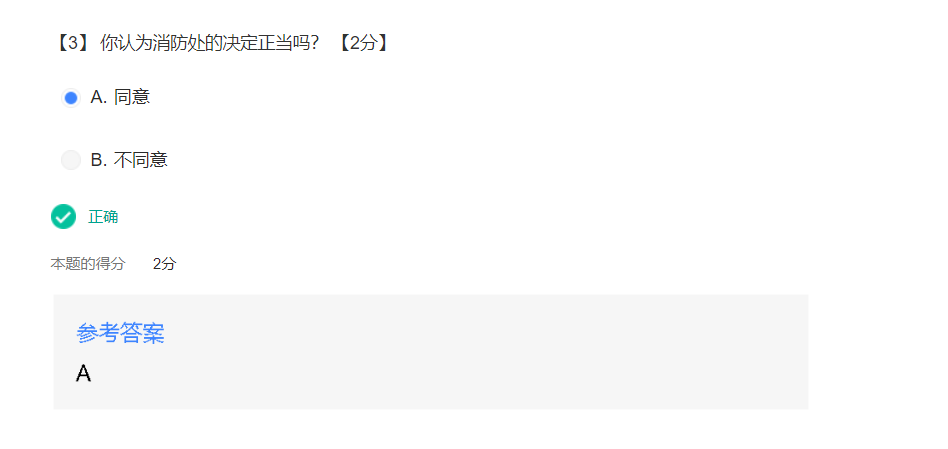 【3】 你认为消防处的决定正当吗？ 【2分】
A. 同意
B. 不同意
正确
本题的得分 2分
参考答案
A